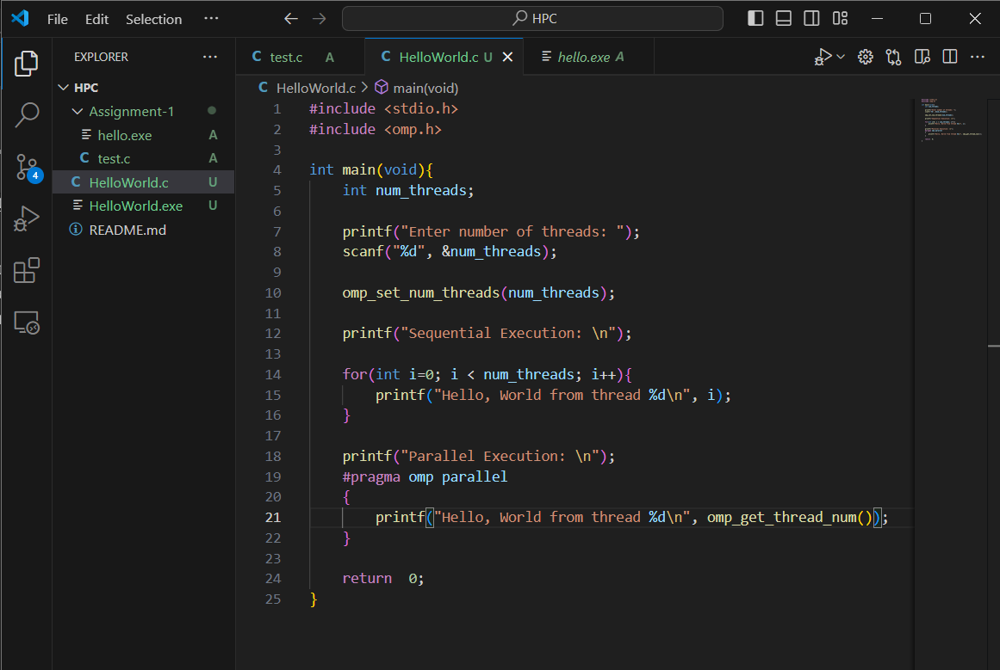 File Edit Selection ··· HPC
EXPLORER ···
HPC
Assignment-1
hello.exe A
C test.c A
C HelloWorld.c U
HelloWorld.exe U
README.md
4
C test.c A C HelloWorld.c U hello.exe A
C HelloWorld.c > main(void)
1 #include <stdio.h>
2 #include <omp.h>
3
4 int main(void){
5 int num_threads;
6
7 printf("Enter number of threads: ");
8 scanf("%d", &num_threads);
9
10 omp_set_num_threads(num_threads);
11
12 printf("Sequential Execution: \n");
13
14 for(int i=0; i < num_threads; i++){
15 printf("Hello, World from thread %d\n", i);
16 }
17
18 printf("Parallel Execution: \n");
19 #pragma omp parallel
20 {
21 printf("Hello, World from thread %d\n", omp_get_thread_num());
22 }
23
24 return  0;
25 }